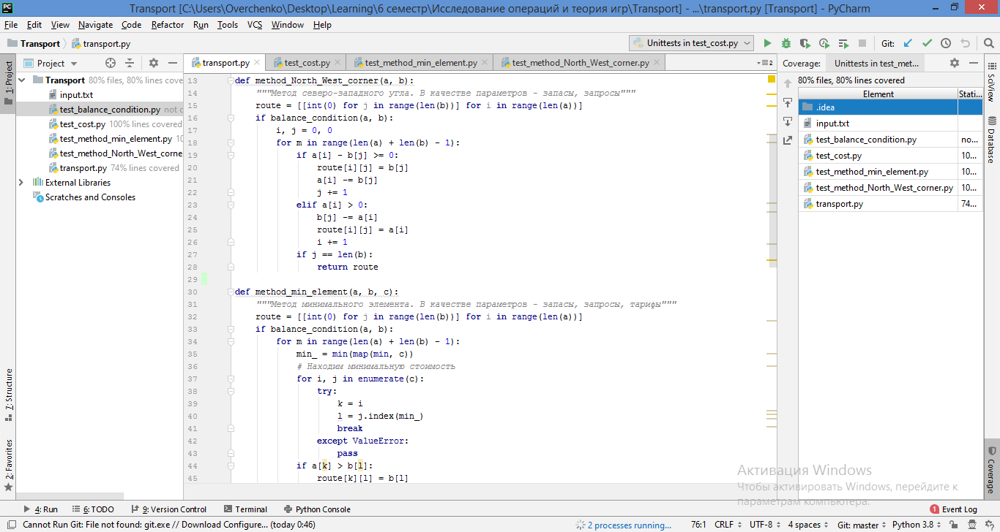 Transport [C:\Users\Overchenko\Desktop\Learning\6 семестр\Исследование операций и теория игр\Transport] - ...\transport.py [Transport] - PyCharm
File Edit View Navigate Code Refactor Run Tools VCS Window Help
Transport transport.py Unittests in test_cost.py Git:
Project transport.py test_cost.py test_method_min_element.py test_method_North_West_corner.py 2 Coverage: Unittests in test_met...
1: Project
Transport 80% files, 80% lines cove
input.txt
test_balance_condition.py not c
test_cost.py 100% lines covered
test_method_min_element.py 10
test_method_North_West_corne
transport.py 74% lines covered
External Libraries
Scratches and Consoles
7: Structure
2: Favorites
13 def method_North_West_corner(a, b):
14 """Метод северо-западного угла. В качестве параметров - запасы, запросы"""
15 route = [[int(0) for j in range(len(b))] for i in range(len(a))]
16 if balance_condition(a, b):
17 i, j = 0, 0
18 for m in range(len(a) + len(b) - 1):
19 if a[i] - b[j] >= 0:
20 route[i][j] = b[j]
21 a[i] -= b[j]
22 j += 1
23 elif a[i] > 0:
24 b[j] -= a[i]
25 route[i][j] = a[i]
26 i += 1
27 if j == len(b):
28 return route
29
30 def method_min_element(a, b, c):
31 """Метод минимального элемента. В качестве параметров - запасы, запросы, тарифы"""
32 route = [[int(0) for j in range(len(b))] for i in range(len(a))]
33 if balance_condition(a, b):
34 for m in range(len(a) + len(b) - 1):
35 min_ = min(map(min, c))
36 # Находим минимальную стоимость
37 for i, j in enumerate(c):
38 try:
39 k = i
40 l = j.index(min_)
41 break
42 except ValueError:
43 pass
44 if a[k] > b[l]:
45 route[k][l] = b[l]
80% files, 80% lines covered
Element Stati...
.idea
input.txt
test_balance_condition.py no...
test_cost.py 10...
test_method_min_element.py 10...
test_method_North_West_corner.py 10...
transport.py 74...
SciView
Database
Coverage
Активация Windows
Чтобы активировать Windows, перейдите к
параметрам компьютера.
4: Run 6: TODO 9: Version Control Terminal Python Console 1 Event Log
Cannot Run Git: File not found: git.exe // Download Configure... (today 0:46) 2 processes running... 76:1 CRLF UTF-8 4 spaces Git: master Python 3.8